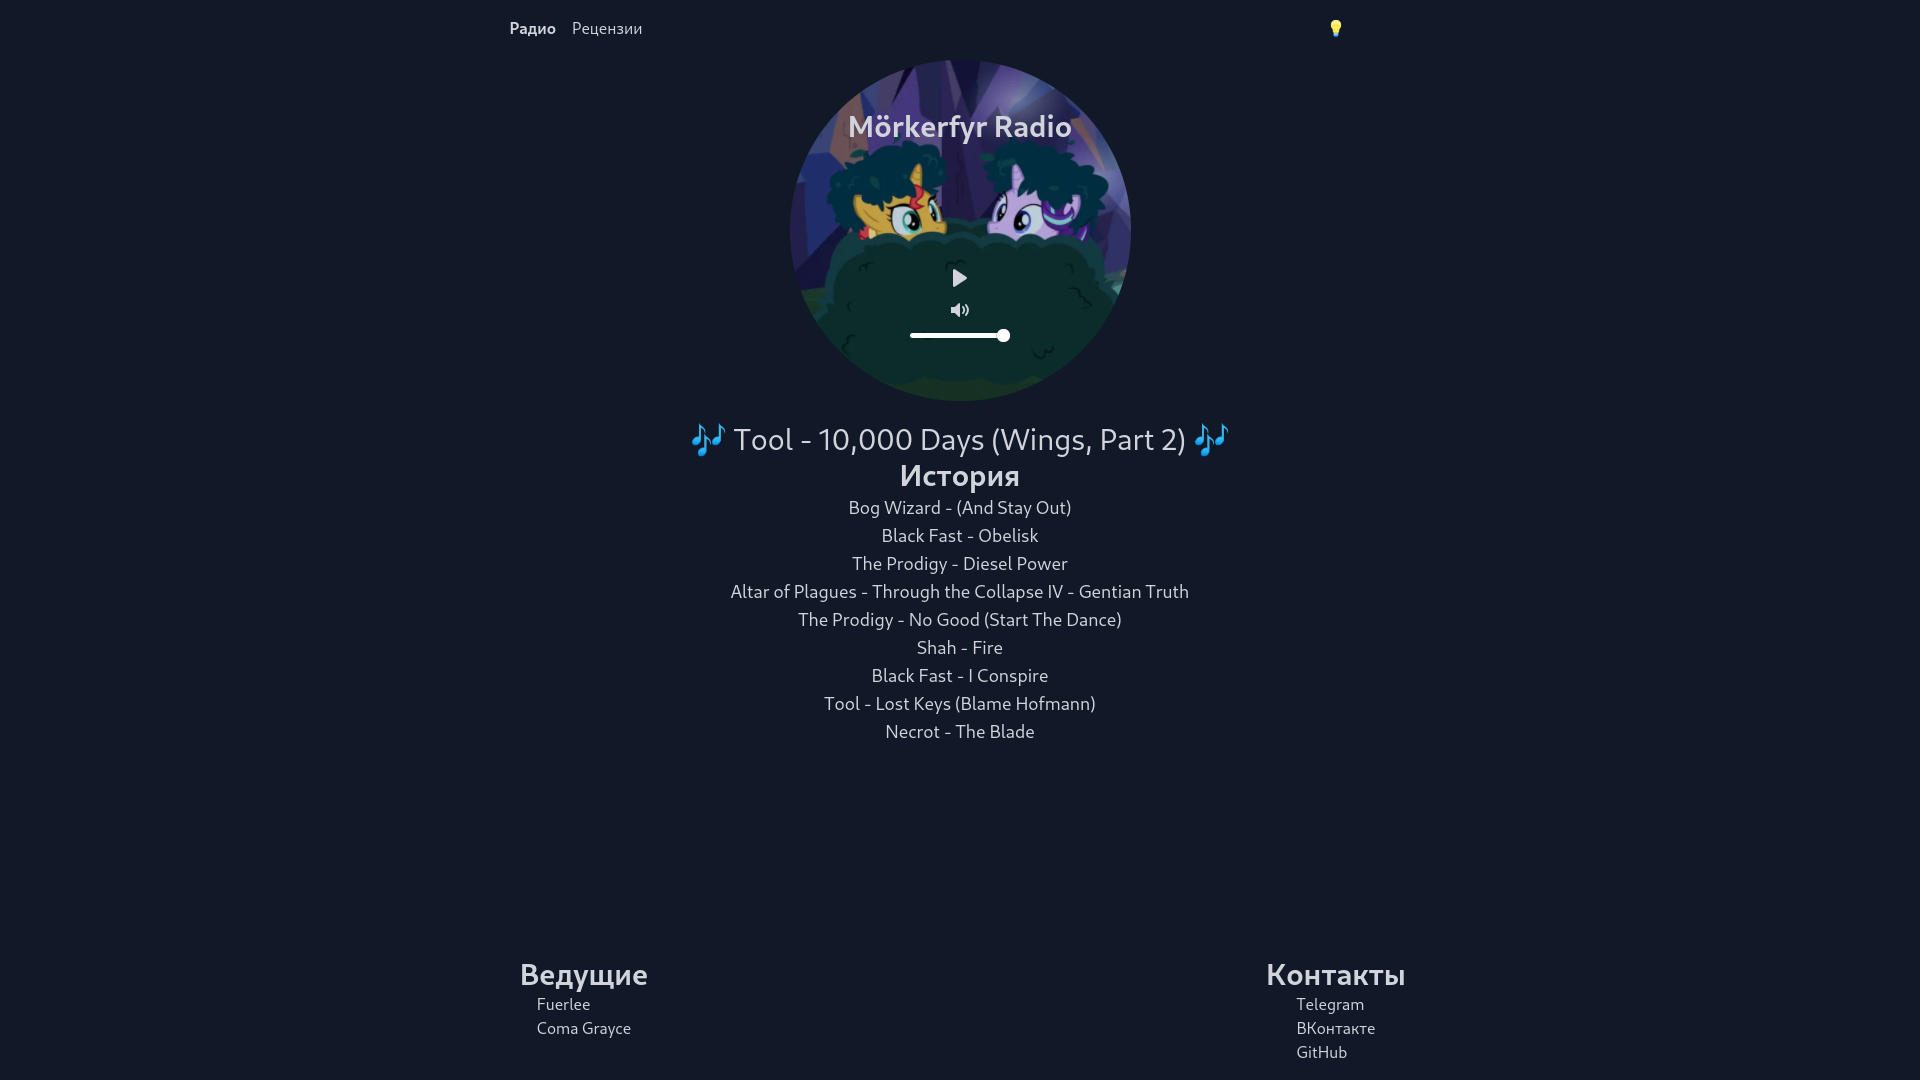 Радио Рецензии 💡
Mörkerfyr Radio
🎶 Tool - 10,000 Days (Wings, Part 2) 🎶
История
Bog Wizard - (And Stay Out)
Black Fast - Obelisk
The Prodigy - Diesel Power
Altar of Plagues - Through the Collapse IV - Gentian Truth
The Prodigy - No Good (Start The Dance)
Shah - Fire
Black Fast - I Conspire
Tool - Lost Keys (Blame Hofmann)
Necrot - The Blade
Ведущие
Fuerlee
Coma Grayce
Контакты
Telegram
ВКонтакте
GitHub